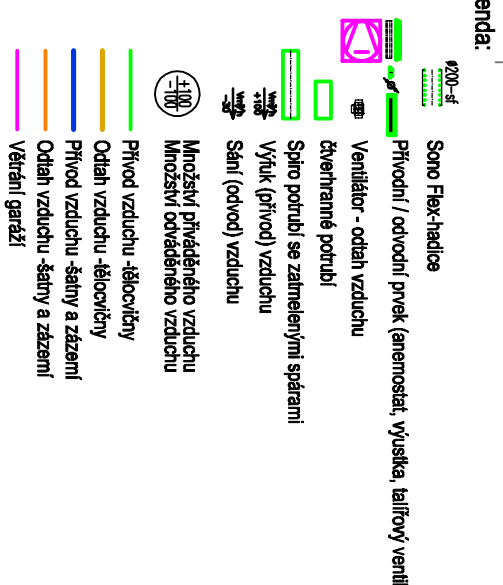 enda:
ø200-sf
Sono Flex-hadice
Přívodní / odvodní prvek (anemostat, výustka, talířový ventil
Ventilátor - odtah vzduchu
čtverhranné potrubí
Spiro potrubí se zatmelenými spárami
Výfuk (přívod) vzduchu
Sání (odvod) vzduchu
+100
-100
Množství přiváděného vzduchu
Množství odváděného vzduchu
Přívod vzduchu -tělocvičny
Odtah vzduchu -tělocvičny
Přívod vzduchu -šatny a zázemí
Odtah vzduchu -šatny a zázemí
Větrání garáží